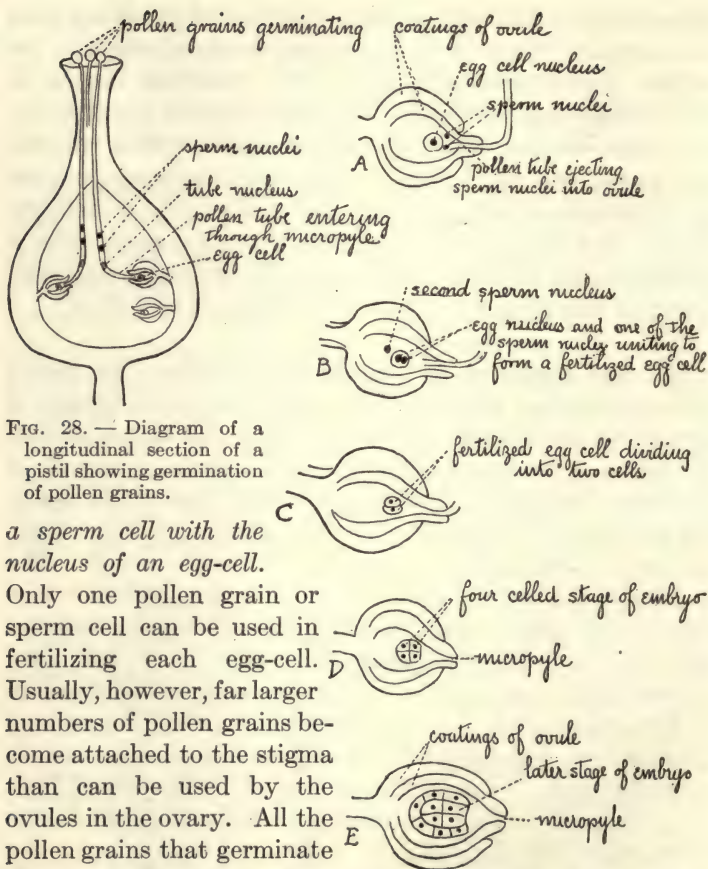 pollen grains germinating
sperm nuclei
tube nucleus
pollen tube entering
through micropyle
egg cell
FIG. 28. — Diagram of a
longitudinal section of a
pistil showing germination
of pollen grains.
a sperm cell with the
nucleus of an egg-cell.
Only one pollen grain or
sperm cell can be used in
fertilizing each egg-cell.
Usually, however, far larger
numbers of pollen grains be-
come attached to the stigma
than can be used by the
ovules in the ovary. All the
pollen grains that germinate
coatings of ovule
egg cell nucleus
sperm nuclei
A
pollen tube ejecting
sperm nuclei into ovule
second sperm nucleus
egg nucleus and one of the
sperm nuclei uniting to
form a fertilized egg cell
B
fertilized egg cell dividing
into two cells
C
four celled stage of embryo
D
micropyle
coatings of ovule
later stage of embryo
micropyle
E